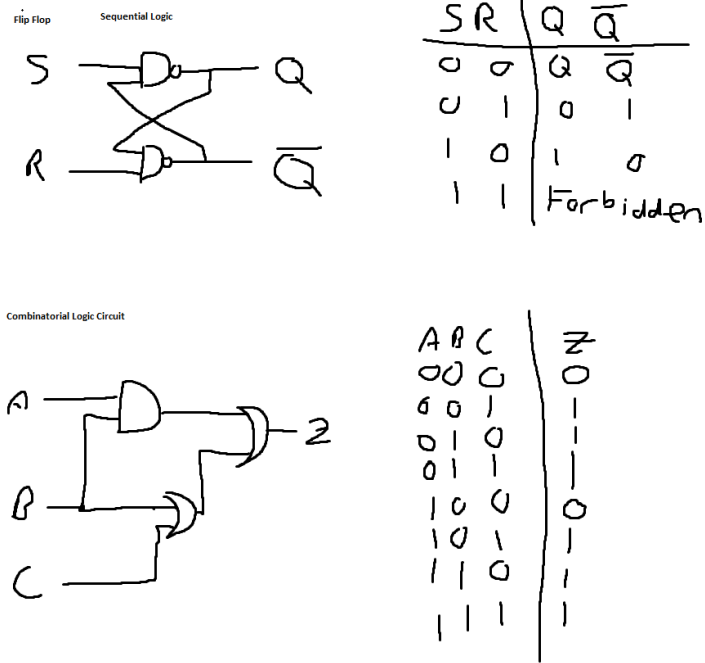 Flip Flop Sequential Logic
S Q
R Q̅
S R Q Q̅
0 0 Q Q̅
0 1 0 1
1 0 1 0
1 1 Forbidden
Combinatorial Logic Circuit
A
B
C
Z
A B C Z
0 0 0 0
0 0 1 1
0 1 0 1
0 1 1 1
1 0 0 0
1 0 1 1
1 1 0 1
1 1 1 1